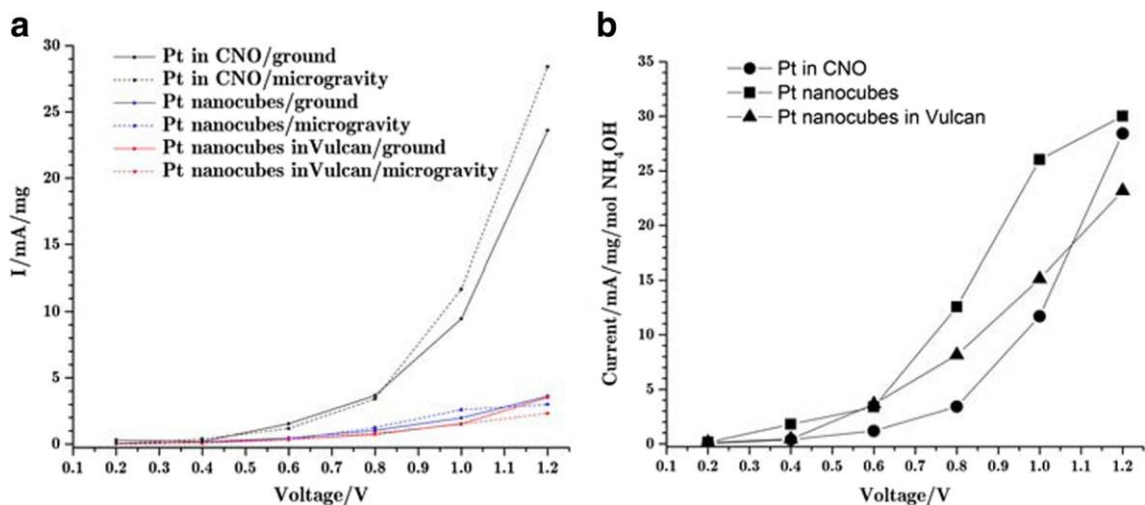 a
Pt in CNO/ground
Pt in CNO/microgravity
Pt nanocubes/ground
Pt nanocubes/microgravity
Pt nanocubes inVulcan/ground
Pt nanocubes inVulcan/microgravity
I/mA/mg
30
25
20
15
10
5
0
0.1 0.2 0.3 0.4 0.5 0.6 0.7 0.8 0.9 1.0 1.1 1.2
Voltage/V
b
Pt in CNO
Pt nanocubes
Pt nanocubes in Vulcan
Current/mA/mg/mol NH₄OH
35
30
25
20
15
10
5
0
0.1 0.2 0.3 0.4 0.5 0.6 0.7 0.8 0.9 1.0 1.1 1.2
Voltage/V